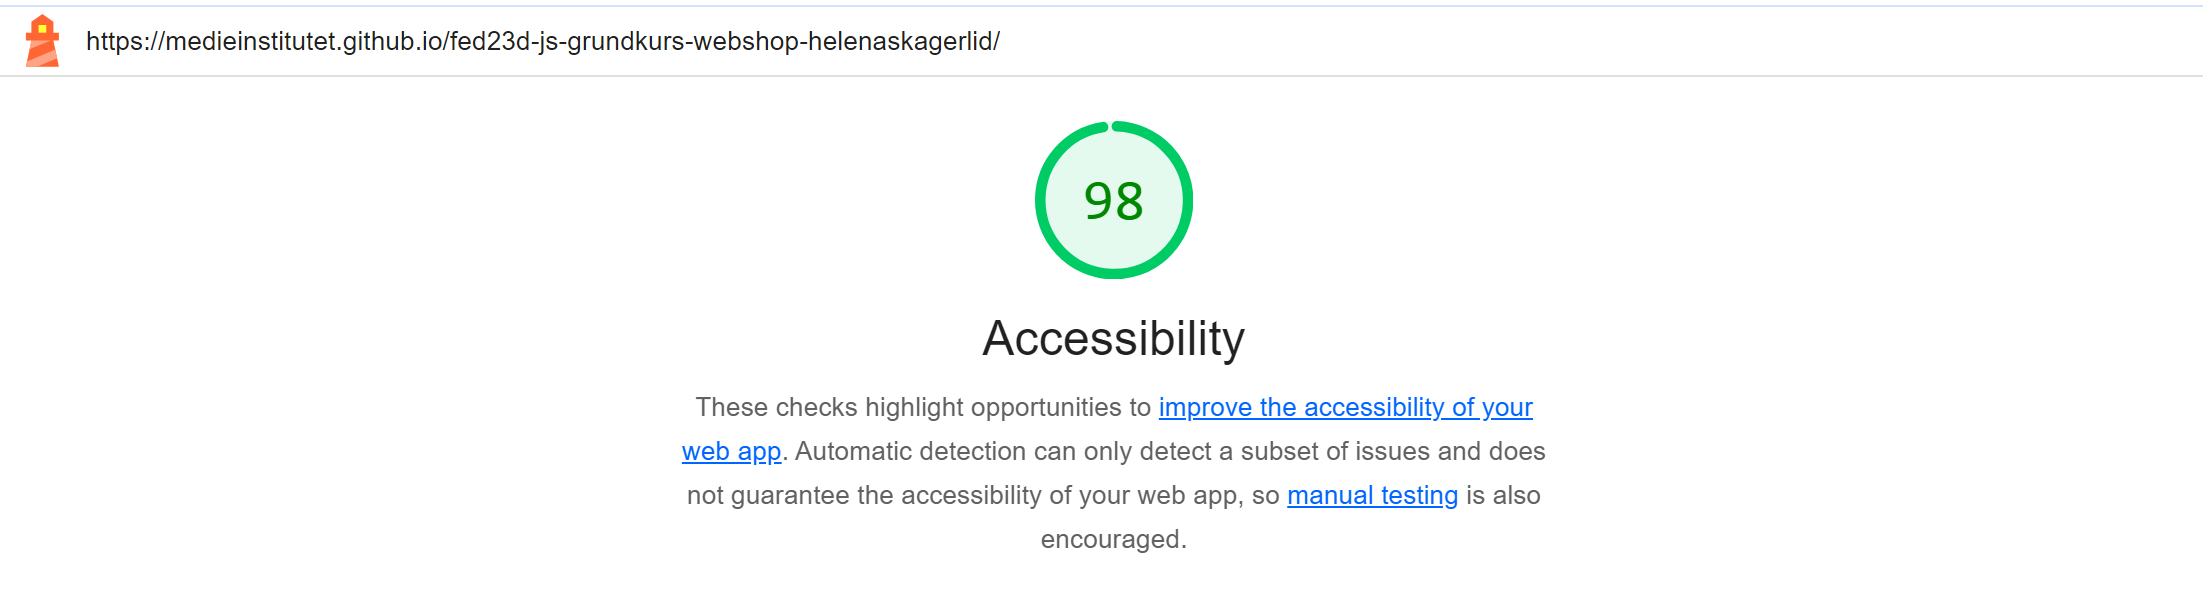 https://medieinstitutet.github.io/fed23d-js-grundkurs-webshop-helenaskagerlid/
98
Accessibility
These checks highlight opportunities to improve the accessibility of your
web app. Automatic detection can only detect a subset of issues and does
not guarantee the accessibility of your web app, so manual testing is also
encouraged.